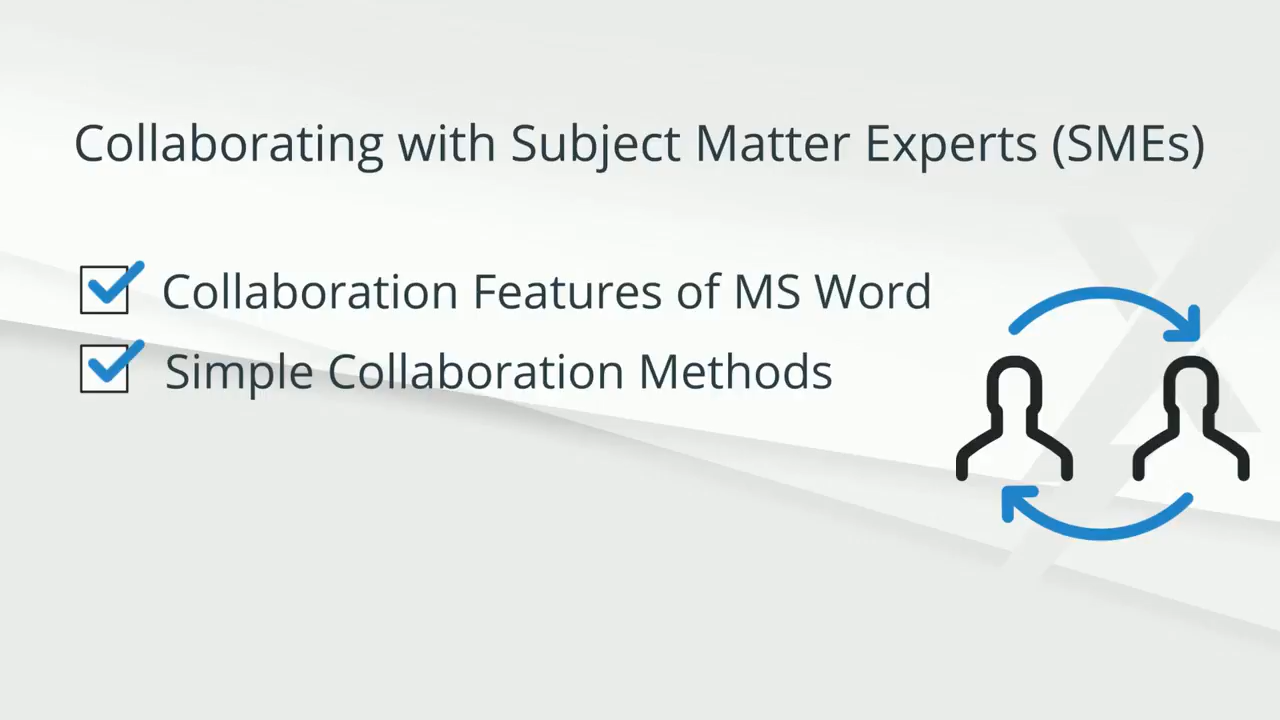 Collaborating with Subject Matter Experts (SMEs)
Collaboration Features of MS Word
Simple Collaboration Methods